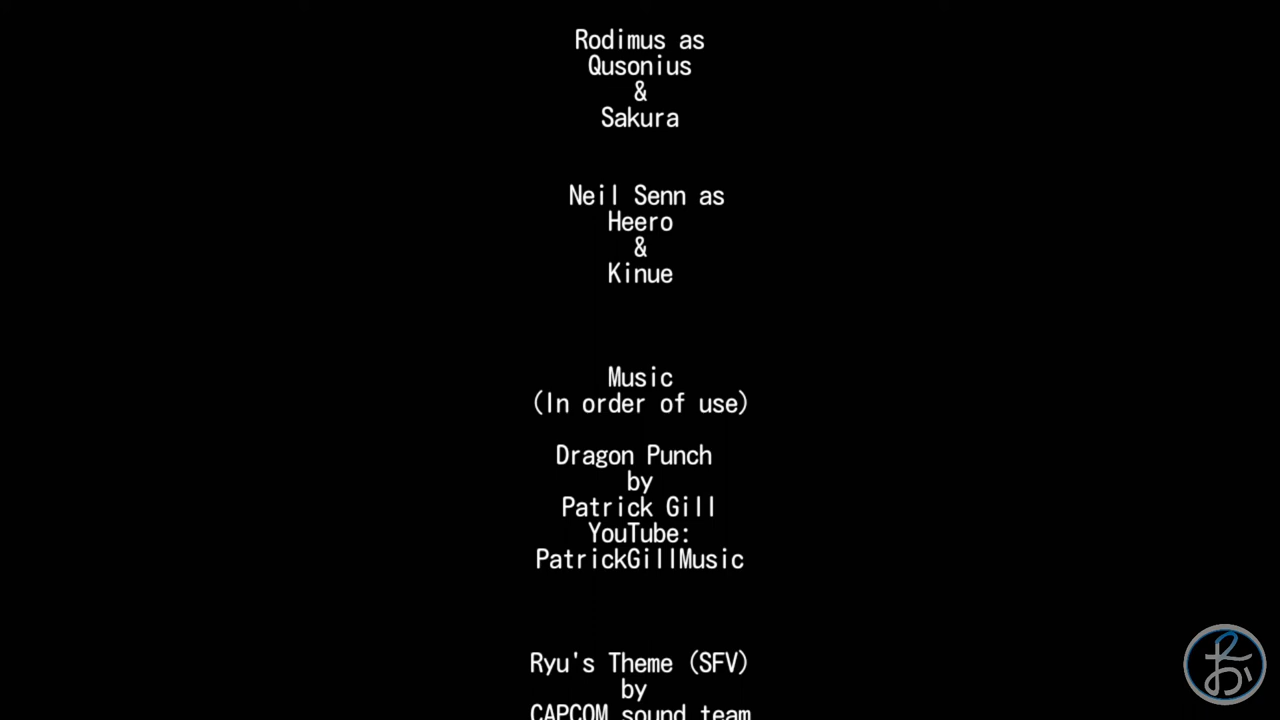 Rodimus as
Qusonius
&
Sakura
Neil Senn as
Heero
&
Kinue
Music
(In order of use)
Dragon Punch
by
Patrick Gill
YouTube:
PatrickGillMusic
Ryu's Theme (SFV)
by
CAPCOM sound team